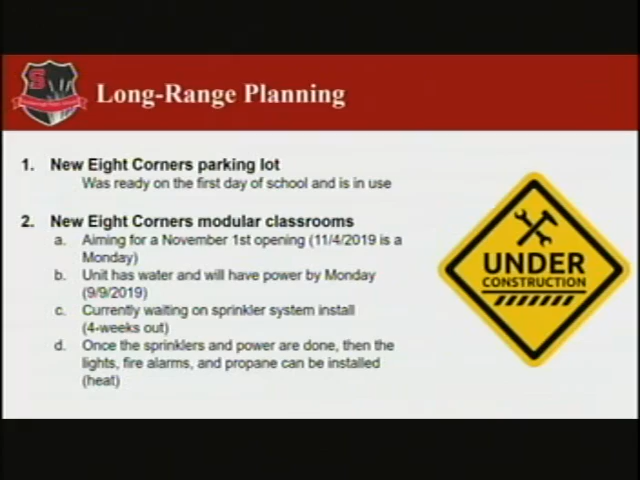 S
Long-Range Planning
1. New Eight Corners parking lot
Was ready on the first day of school and is in use
2. New Eight Corners modular classrooms
a. Aiming for a November 1st opening (11/4/2019 is a
Monday)
b. Unit has water and will have power by Monday
(9/9/2019)
c. Currently waiting on sprinkler system install
(4-weeks out)
d. Once the sprinklers and power are done, then the
lights, fire alarms, and propane can be installed
(heat)
UNDER
CONSTRUCTION